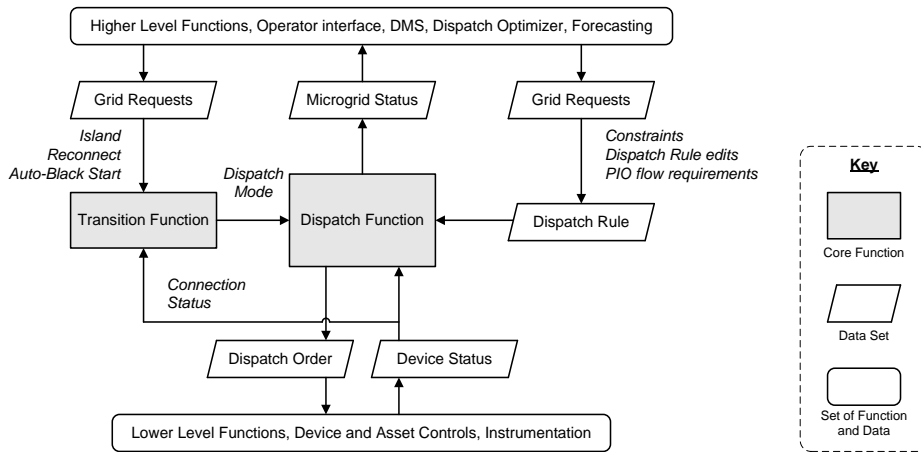 Higher Level Functions, Operator interface, DMS, Dispatch Optimizer, Forecasting
Grid Requests
Microgrid Status
Grid Requests
Island
Reconnect
Auto-Black Start
Constraints
Dispatch Rule edits
PIO flow requirements
Dispatch
Mode
Transition Function
Dispatch Function
Dispatch Rule
Connection
Status
Dispatch Order
Device Status
Lower Level Functions, Device and Asset Controls, Instrumentation
Key
Core Function
Data Set
Set of Function
and Data